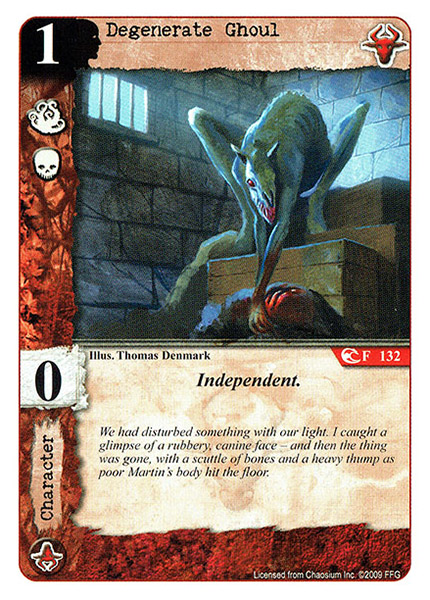 1
Degenerate Ghoul
Illus. Thomas Denmark
F 132
0
Independent.
We had disturbed something with our light. I caught a
glimpse of a rubbery, canine face – and then the thing
was gone, with a scuttle of bones and a heavy thump as
poor Martin's body hit the floor.
Character
Licensed from Chaosium Inc. ©2009 FFG